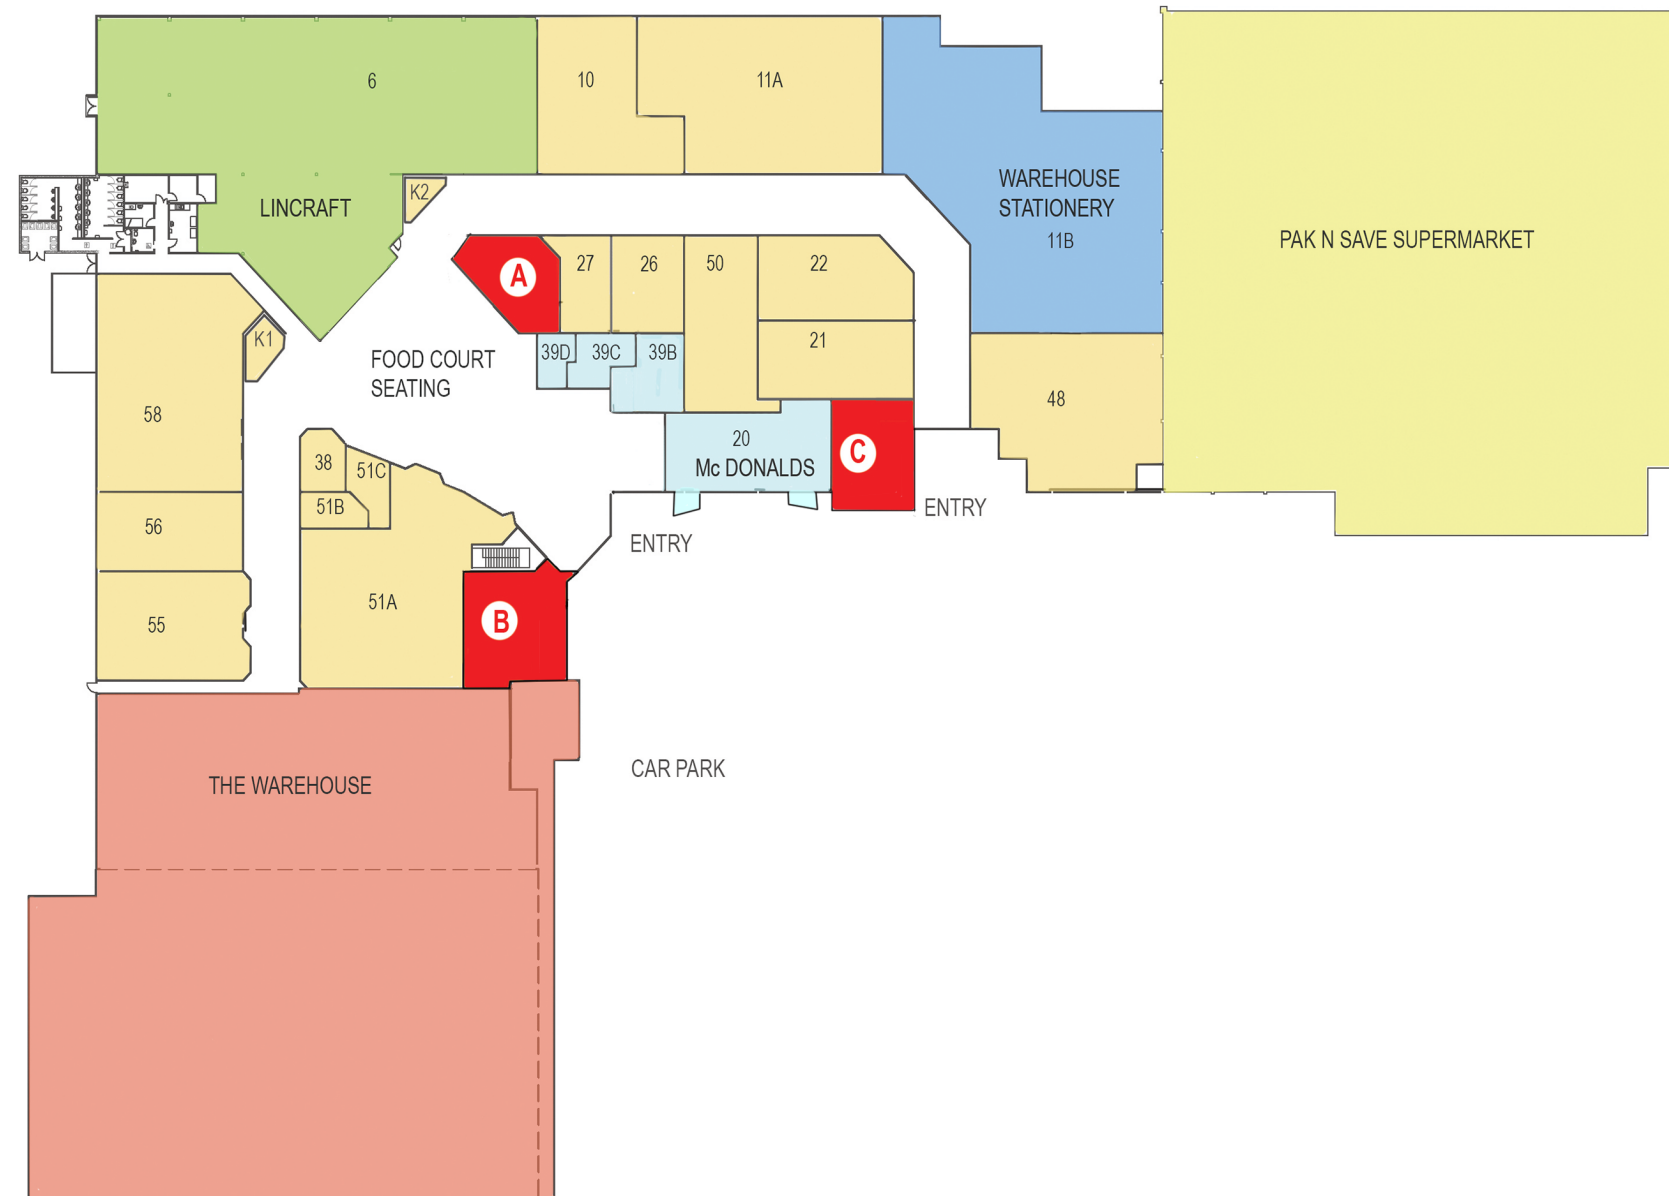 6
10
11A
K2
LINCRAFT
WAREHOUSE
STATIONERY
11B
PAK N SAVE SUPERMARKET
A
27
26
50
22
21
K1
FOOD COURT
SEATING
39D
39C
39B
58
48
20
Mc DONALDS
C
38
51C
51B
56
ENTRY
ENTRY
51A
B
55
THE WAREHOUSE
CAR PARK